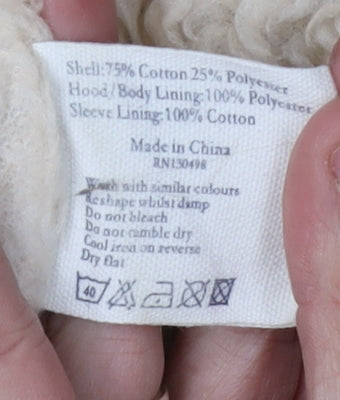 Shell:75% Cotton 25% Polyester
Hood/Body Lining:100% Polyester
Sleeve Lining:100% Cotton
Made in China
RN130498
Wash with similar colours
Reshape whilst damp
Do not bleach
Do not tumble dry
Cool iron on reverse
Dry flat
40